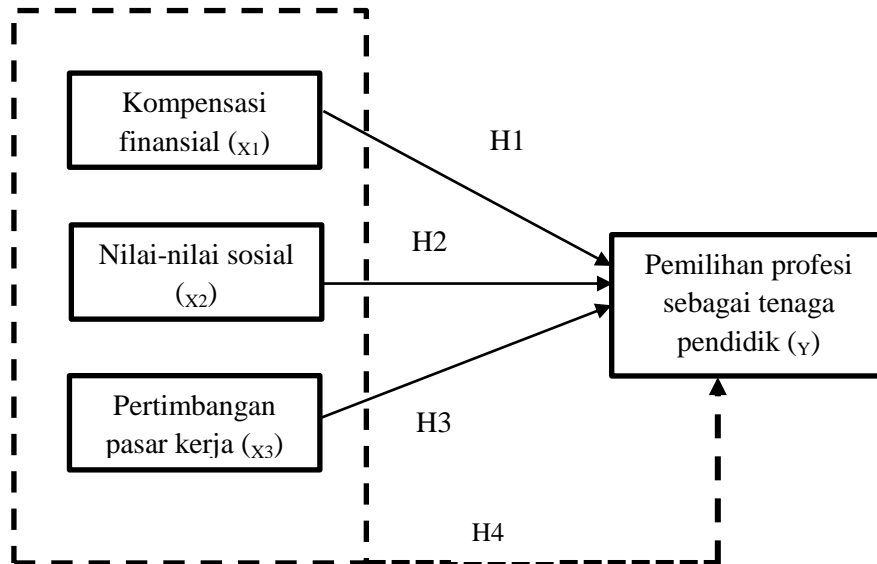 Kompensasi
finansial (X1)
H1
Nilai-nilai sosial
(X2)
H2
Pemilihan profesi
sebagai tenaga
pendidik (Y)
Pertimbangan
pasar kerja (X3)
H3
H4